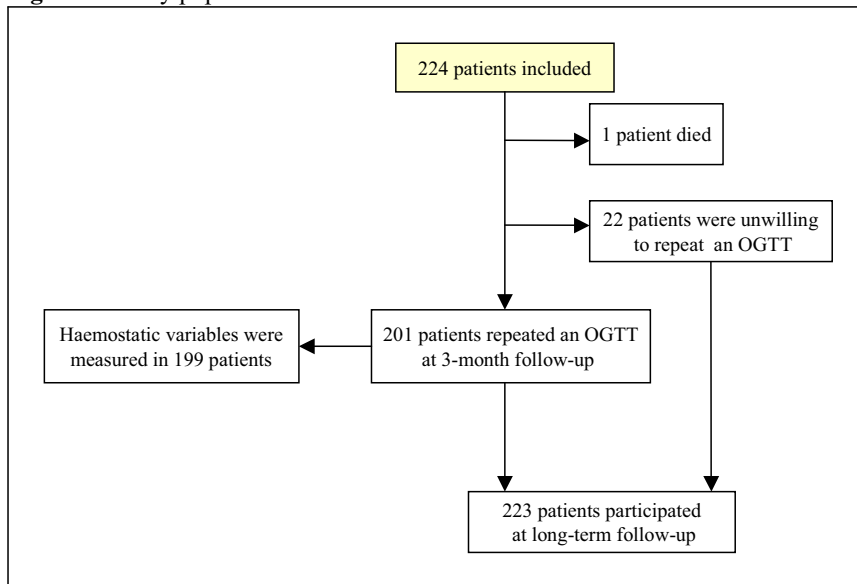 224 patients included
1 patient died
22 patients were unwilling
to repeat an OGTT
Haemostatic variables were
measured in 199 patients
201 patients repeated an OGTT
at 3-month follow-up
223 patients participated
at long-term follow-up